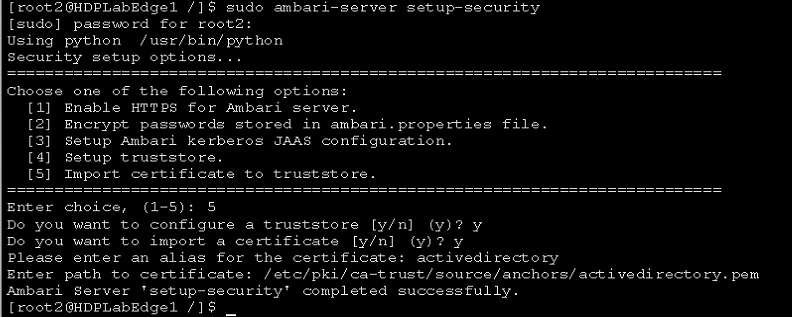 [root2@HDPLabEdge1 /]$ sudo ambari-server setup-security
[sudo] password for root2:
Using python  /usr/bin/python
Security setup options...
===========================================================================
Choose one of the following options:
  [1] Enable HTTPS for Ambari server.
  [2] Encrypt passwords stored in ambari.properties file.
  [3] Setup Ambari kerberos JAAS configuration.
  [4] Setup truststore.
  [5] Import certificate to truststore.
===========================================================================
Enter choice, (1-5): 5
Do you want to configure a truststore [y/n] (y)? y
Do you want to import a certificate [y/n] (y)? y
Please enter an alias for the certificate: activedirectory
Enter path to certificate: /etc/pki/ca-trust/source/anchors/activedirectory.pem
Ambari Server 'setup-security' completed successfully.
[root2@HDPLabEdge1 /]$